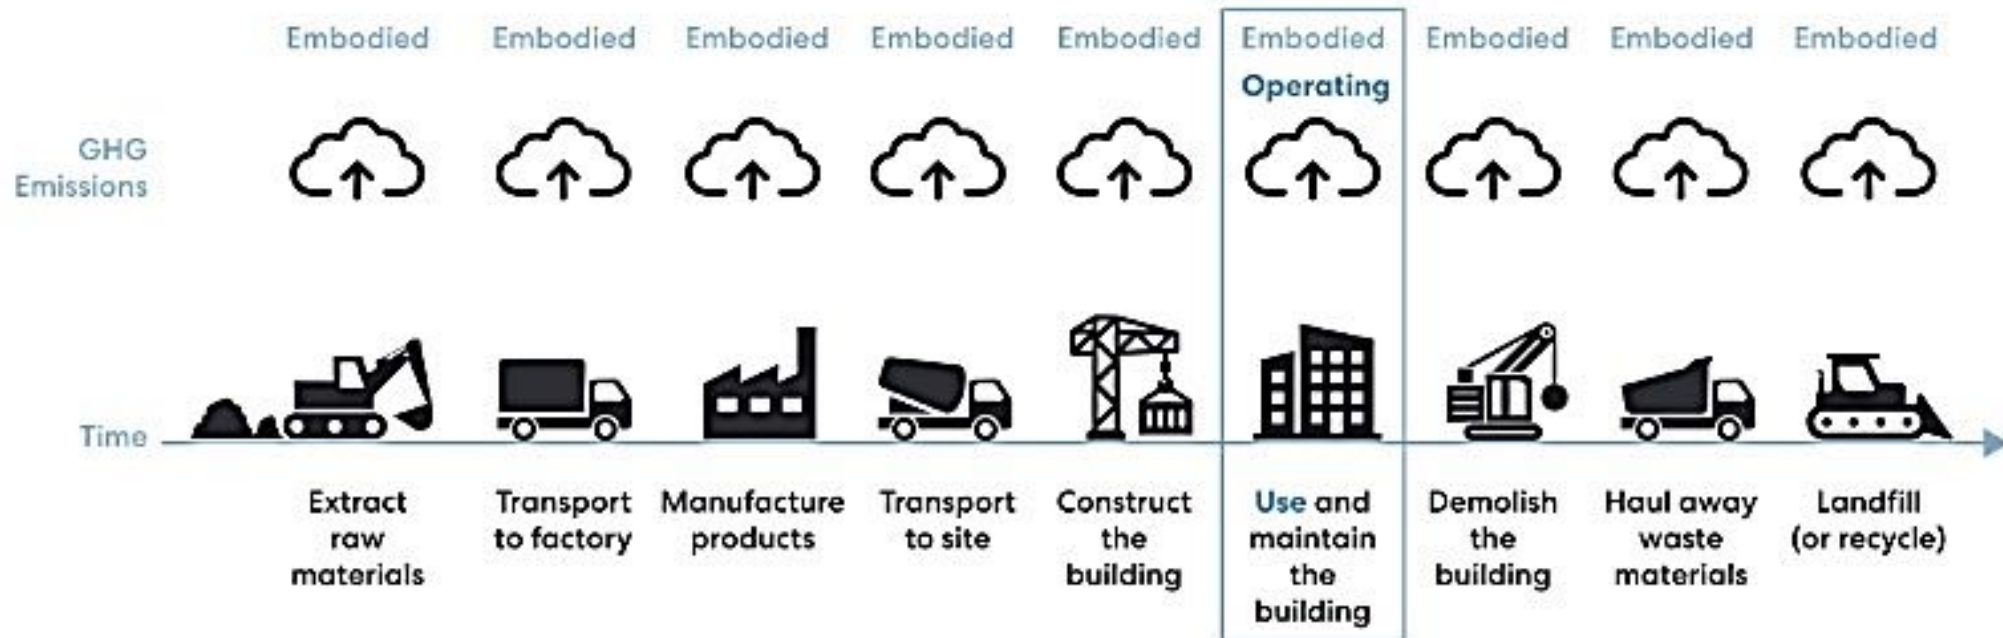 Embodied Embodied Embodied Embodied Embodied Embodied Embodied Embodied Embodied
Operating
GHG
Emissions
Time
Extract
raw
materials
Transport
to factory
Manufacture
products
Transport
to site
Construct
the
building
Use and
maintain
the
building
Demolish
the
building
Haul away
waste
materials
Landfill
(or recycle)